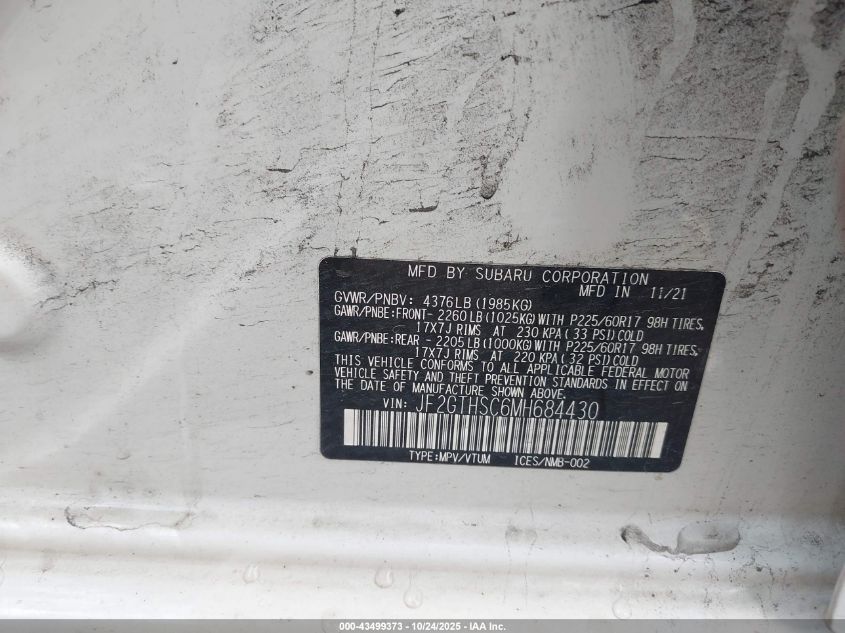 MFD BY SUBARU CORPORATION
MFD IN 11/21
GVWR/PNBV: 4376LB(1985KG)
GAWR/PNBE:FRONT- 2260LB(1025KG)WITH P225/60R17 98H TIRES,
17X7J RIMS AT 230 KPA(33 PSI)COLD
GAWR/PNBE:REAR - 2205LB(1000KG)WITH P225/60R17 98H TIRES,
17X7J RIMS AT 220 KPA(32 PSI)COLD
THIS VEHICLE CONFORMS TO ALL APPLICABLE FEDERAL MOTOR
VEHICLE SAFETY AND THEFT PREVENTION STANDARDS IN EFFECT ON
THE DATE OF MANUFACTURE SHOWN ABOVE.
VIN: JF2GTHSC6MH684430
TYPE:MPV/VTUM ICES/NMB-002
000-43499373 - 10/24/2025 - IAA Inc.